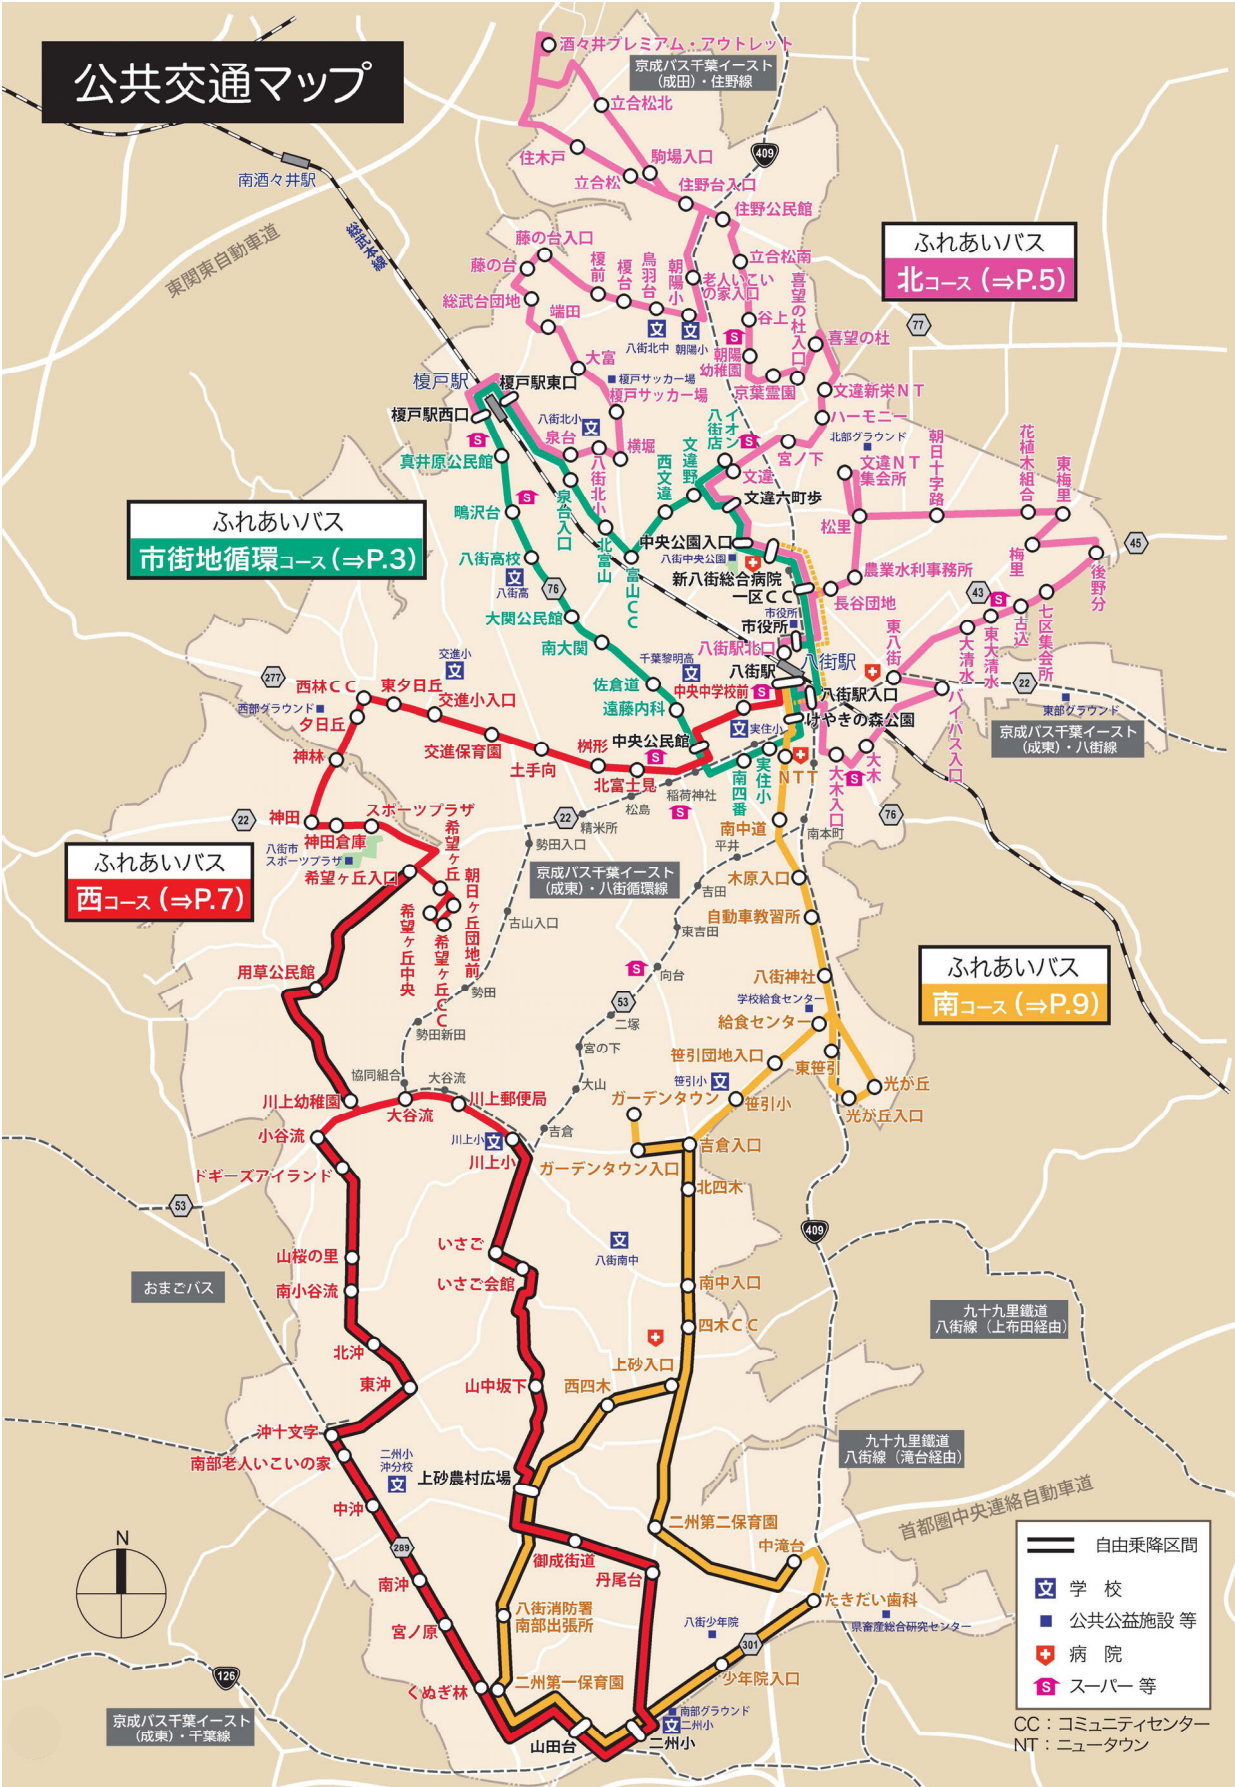 公共交通マップ
酒々井プレミアム・アウトレット
京成バス千葉イースト
(成田)・住野線
立合松北
409
住木戸
駒場入口
立合松
住野台入口
住野公民館
南酒々井駅
総武本線
東関東自動車道
ふれあいバス
北コース(⇒P.5)
藤の台入口
藤の台
榎前
榎台
鳥羽台
朝陽小
老人いこい
の家入口
立合松南
喜望の杜入口
総武台団地
端田
文
八街北中
文
朝陽小
谷上
S
朝陽
幼稚園
喜望の杜
77
大富
京葉霊園
榎戸駅
榎戸駅東口
榎戸サッカー場
榎戸サッカー場
文違新栄NT
ハーモニー
榎戸駅西口
八街北小
文
S
泉台
横堀
イオン
八街店
S
北部グラウンド
宮ノ下
真井原公民館
八街北小
文違野
西文違
文違
文違NT
集会所
朝日十字路
花植木組合
東梅里
S
泉台入口
文違六町歩
鴫沢台
松里
ふれあいバス
市街地循環コース(⇒P.3)
北富山
富山CC
中央公園入口
八街中央公園
梅里
45
後野分
八街高校
文
八街高
76
新八街総合病院
一区CC
農業水利事務所
長谷団地
43
S
古込
七区集会所
大関公民館
市役所
市役所
東八街
大清水
東大清水
南大関
八街駅北口
交進小
文
千葉黎明高
文
八街駅
八街駅
277
西林CC
東夕日丘
佐倉道
中央中学校前
S
22
西部グラウンド
夕日丘
交進小入口
遠藤内科
八街駅入口
バイパス入口
東部グラウンド
文
実住小
けやきの森公園
京成バス千葉イースト
(成東)・八街線
神林
交進保育園
土手向
桝形
中央公民館
S
北富士見
実住小
南四番
NTT
大木
S
大木入口
神田
22
神田倉庫
スポーツプラザ
希望ヶ丘
22
松島
稲荷神社
S
精米所
南中道
南本町
76
八街市
スポーツプラザ
勢田入口
平井
ふれあいバス
西コース(⇒P.7)
希望ヶ丘入口
朝日ヶ丘団地前
京成バス千葉イースト
(成東)・八街循環線
吉田
木原入口
希望ヶ丘中央
希望ヶ丘CC
古山入口
東吉田
自動車教習所
用草公民館
S
向台
勢田
八街神社
ふれあいバス
南コース(⇒P.9)
53
二塚
学校給食センター
勢田新田
給食センター
宮の下
笹引団地入口
東笹引
協同組合
大谷流
大山
笹引小
文
光が丘
川上幼稚園
大谷流
川上郵便局
ガーデンタウン
笹引小
光が丘入口
小谷流
川上小
文
吉倉
川上小
吉倉入口
ガーデンタウン入口
ドギーズアイランド
北四木
53
409
いさご
文
八街南中
山桜の里
いさご会館
南中入口
おまごバス
南小谷流
九十九里鐵道
八街線(上布田経由)
四木CC
北沖
上砂入口
東沖
山中坂下
西四木
沖十文字
九十九里鐵道
八街線(滝台経由)
南部老人いこいの家
二州小
沖分校
文
上砂農村広場
首都圏中央連絡自動車道
中沖
二州第二保育園
N
289
御成街道
中滝台
自由乗降区間
南沖
丹尾台
文
学 校
八街消防署
南部出張所
たきだい歯科
県畜産総合研究センター
公共公益施設 等
宮ノ原
八街少年院
301
病 院
126
二州第一保育園
少年院入口
S
スーパー 等
くぬぎ林
南部グラウンド
文
二州小
京成バス千葉イースト
(成東)・千葉線
山田台
二州小
CC:コミュニティセンター
NT:ニュータウン